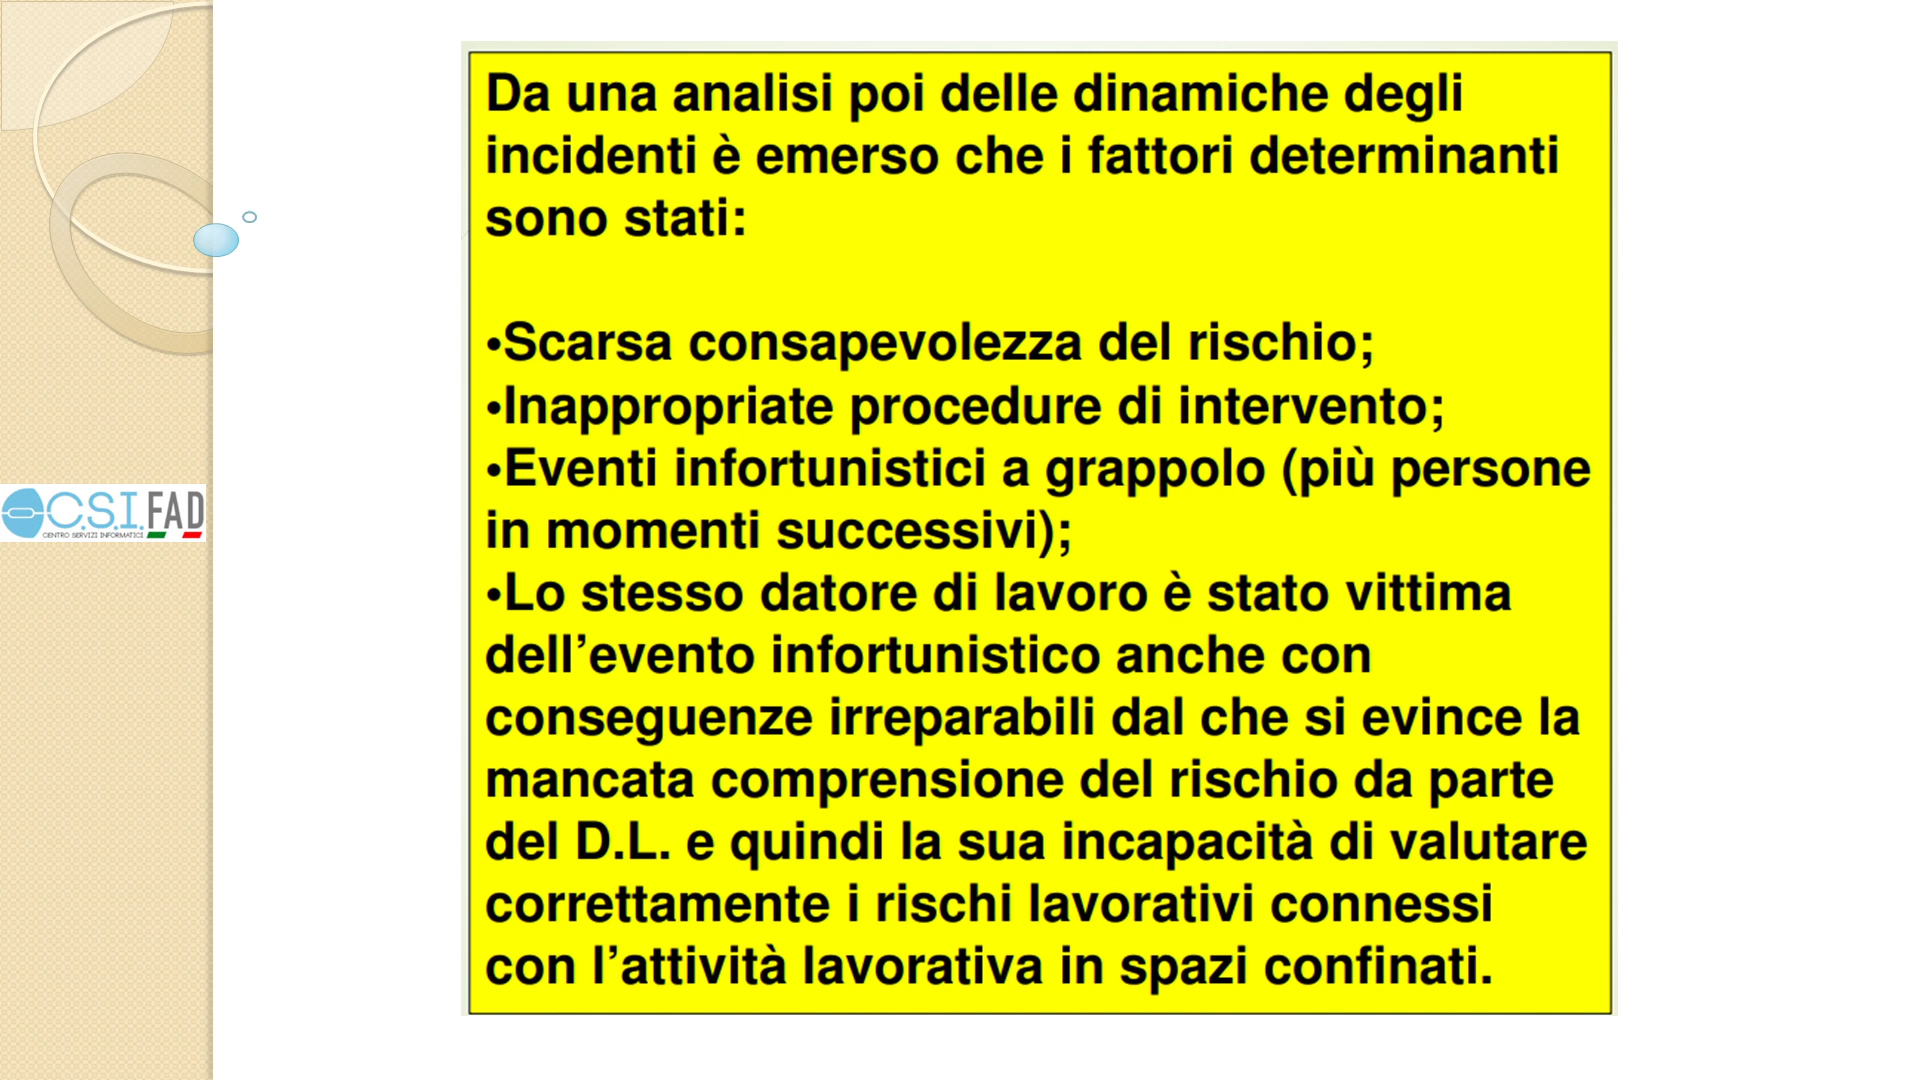 Da una analisi poi delle dinamiche degli
incidenti è emerso che i fattori determinanti
sono stati:
•Scarsa consapevolezza del rischio;
•Inappropriate procedure di intervento;
•Eventi infortunistici a grappolo (più persone
in momenti successivi);
•Lo stesso datore di lavoro è stato vittima
dell’evento infortunistico anche con
conseguenze irreparabili dal che si evince la
mancata comprensione del rischio da parte
del D.L. e quindi la sua incapacità di valutare
correttamente i rischi lavorativi connessi
con l’attività lavorativa in spazi confinati.
C.S.I.FAD
CENTRO SERVIZI INFORMATICI